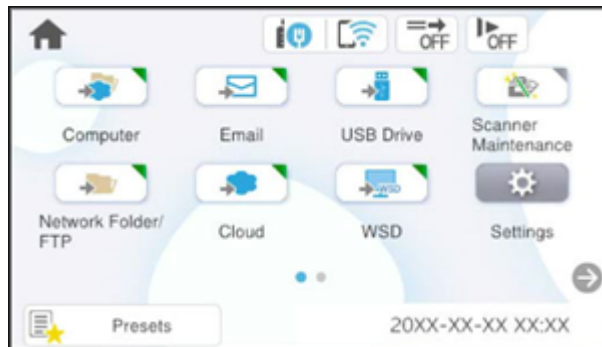 OFF
OFF
Computer
Email
USB Drive
Scanner
Maintenance
WSD
Network Folder/
FTP
Cloud
WSD
Settings
Presets
20XX-XX-XX XX:XX